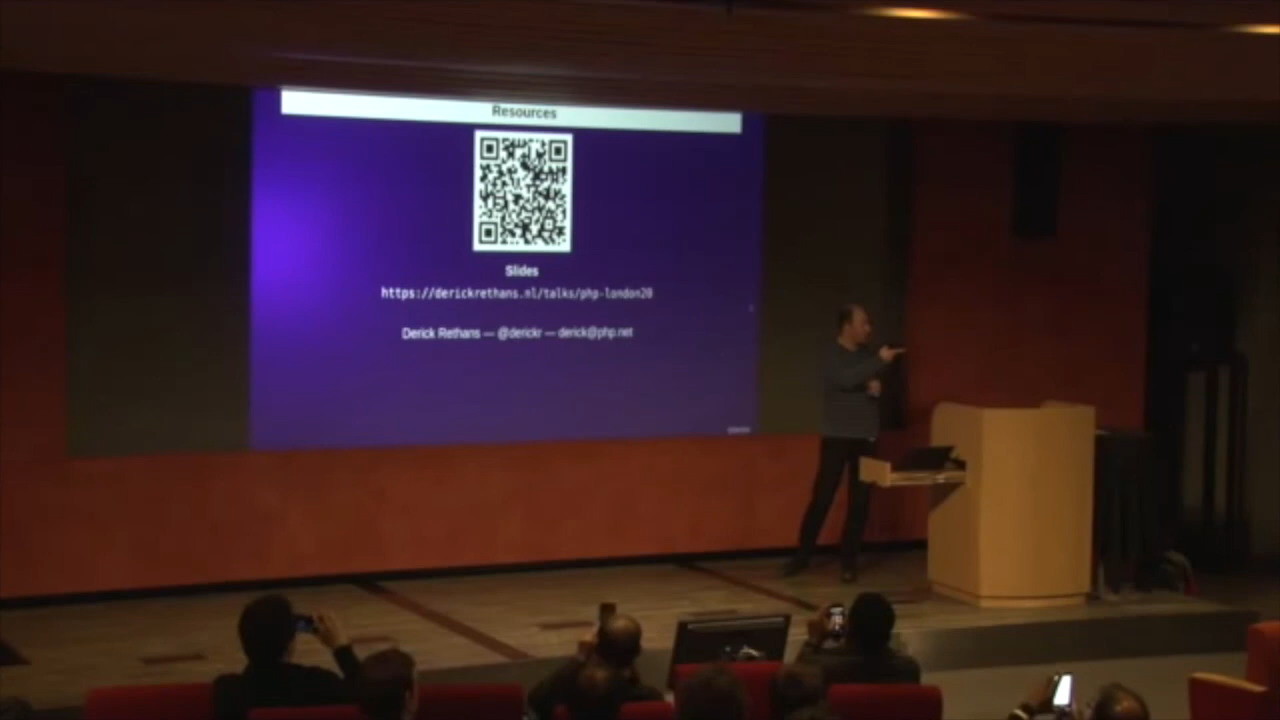 Resources
Slides
https://derickrethans.nl/talks/php-london20
Derick Rethans — @derickr — derick@php.net